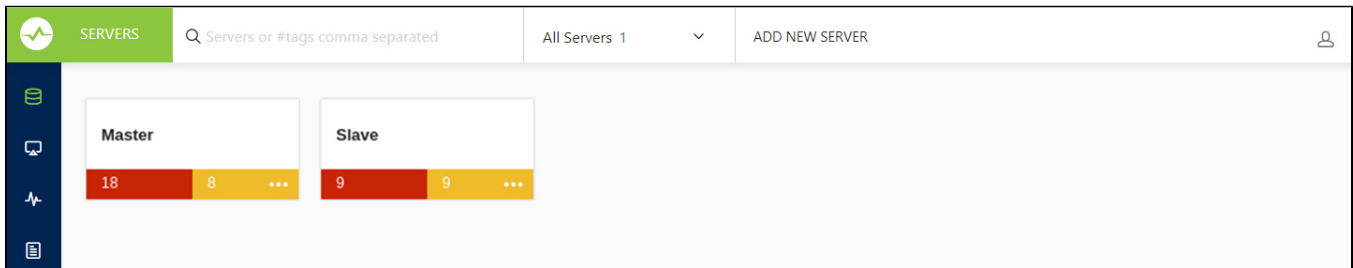 SERVERS
Servers or #tags comma separated
All Servers 1
ADD NEW SERVER
Master
Slave
18 8 •••
9 9 •••